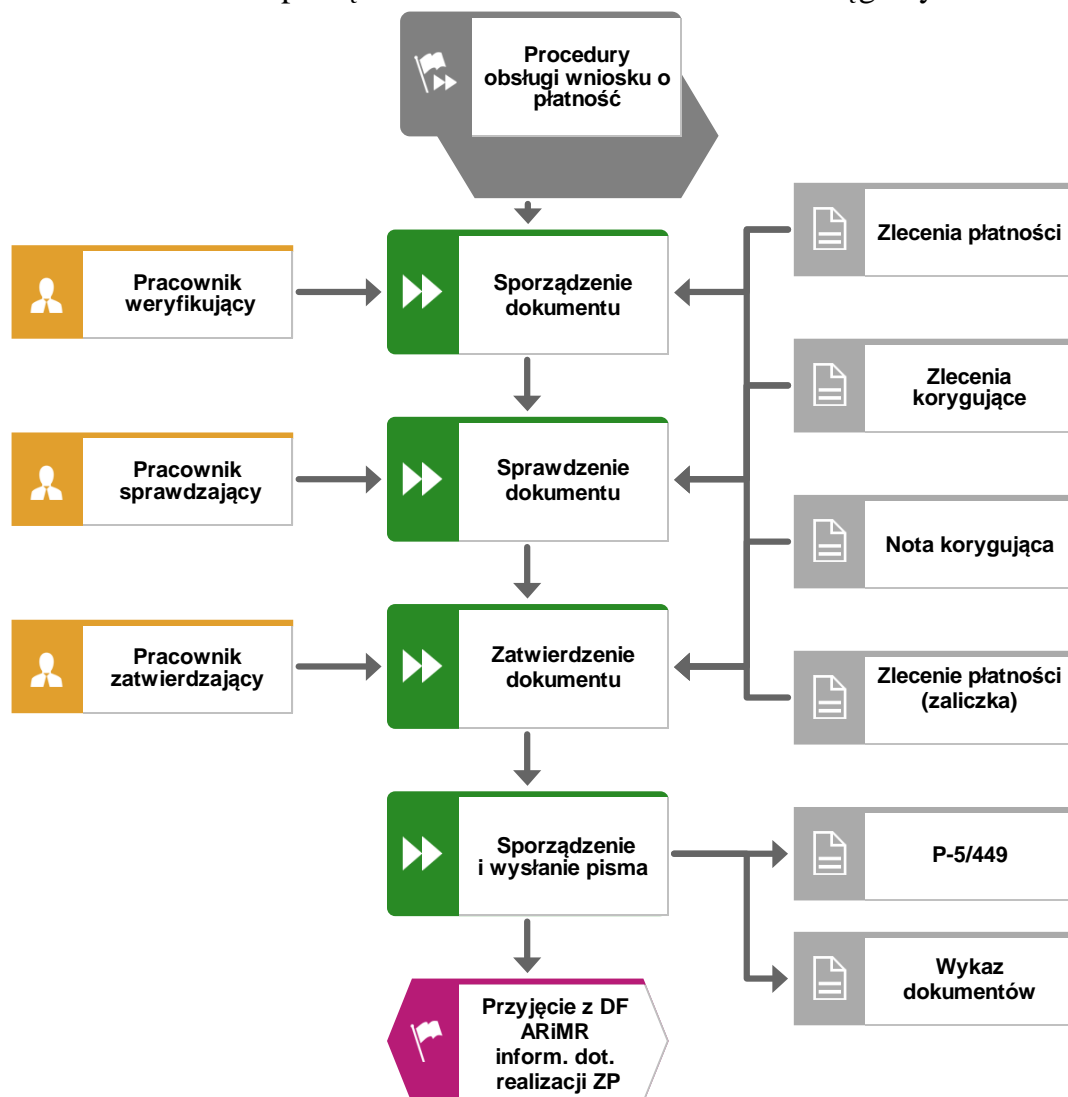 Procedury
obsługi wniosku o
płatność
Zlecenia płatności
Pracownik
weryfikujący
Sporządzenie
dokumentu
Zlecenia
korygujące
Pracownik
sprawdzający
Sprawdzenie
dokumentu
Nota korygująca
Pracownik
zatwierdzający
Zatwierdzenie
dokumentu
Zlecenie płatności
(zaliczka)
Sporządzenie
i wysłanie pisma
P-5/449
Wykaz
dokumentów
Przyjęcie z DF
ARiMR
inform. dot.
realizacji ZP